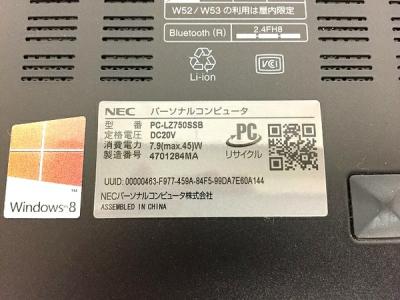 W52/W53の利用は屋内限定
Bluetooth (R) 2.4FH8
Li-ion
VCI
NEC パーソナルコンピュータ
型 番 PC-LZ750SSB
定格電圧 DC20V
消費電力 7.9(max.45)W
製造番号 4701284MA
PC
リサイクル
UUID: 00000463-F977-459A-84F5-99DA7E60A144
NECパーソナルコンピュータ株式会社
ASSEMBLED IN CHINA
Windows 8